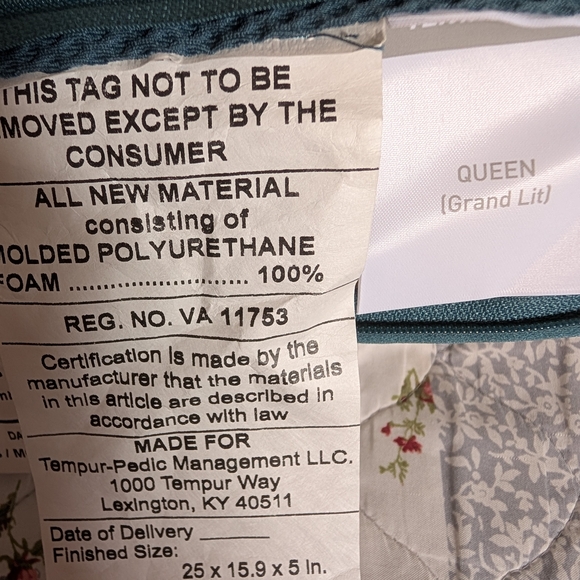 THIS TAG NOT TO BE
MOVED EXCEPT BY THE
CONSUMER
ALL NEW MATERIAL
consisting of
MOLDED POLYURETHANE
FOAM ........................... 100%
REG. NO. VA 11753
Certification is made by the
manufacturer that the materials
in this article are described in
accordance with law
MADE FOR
Tempur-Pedic Management LLC.
1000 Tempur Way
Lexington, KY 40511
Date of Delivery ______
Finished Size:
25 x 15.9 x 5 In.
QUEEN
(Grand Lit)